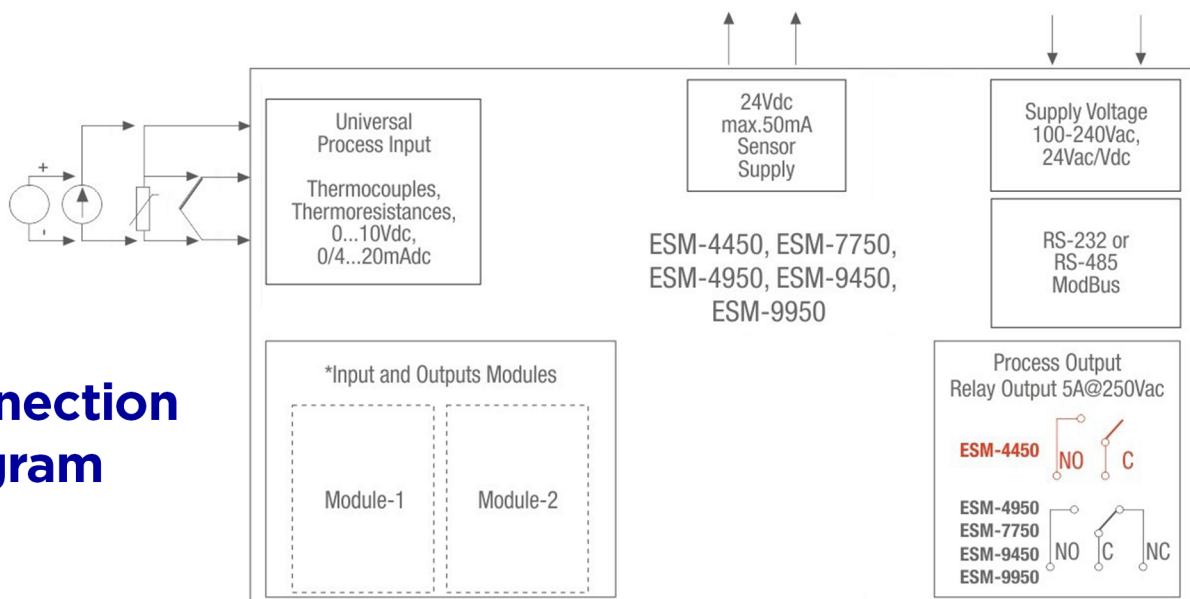 Universal
Process Input
Thermocouples,
Thermoresistances,
0...10Vdc,
0/4...20mAdc
+
-
24Vdc
max.50mA
Sensor
Supply
Supply Voltage
100-240Vac,
24Vac/Vdc
RS-232 or
RS-485
ModBus
ESM-4450, ESM-7750,
ESM-4950, ESM-9450,
ESM-9950
nection
gram
*Input and Outputs Modules
Module-1
Module-2
Process Output
Relay Output 5A@250Vac
ESM-4450
NO C
ESM-4950
ESM-7750
ESM-9450
ESM-9950
NO C NC